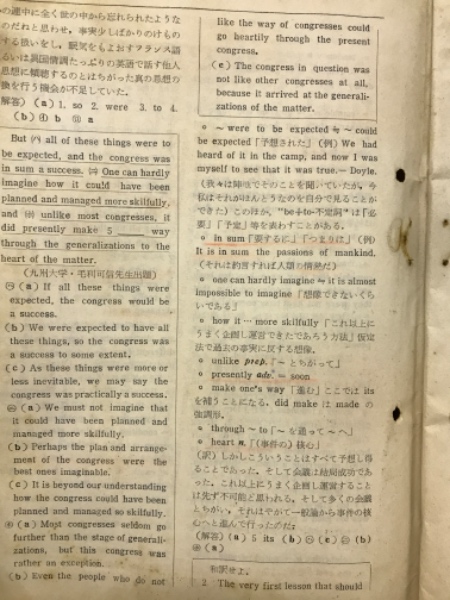 の運中に全く世の中から忘れられたような
のだれと思わせ，事実少しばかりのけもの
する扱いをし，眠気をもよおすフランス語
るいは異国情調たっぷりの英語で話す他人
思想に傾聴するのとはちがった真の思想の
換を行う機会が不足していた。
解答）(a) 1. so 2. were 3. to 4.
(b) ㋑ b ㋺ a
But ㈥ all of these things were to
be expected, and the congress was
in sum a success. ㈡ One can hardly
imagine how it could have been
planned and managed more skilfully,
and ㈭ unlike most congresses, it
did presently make 5 ____ way
through the generalizations to the
heart of the matter.
（九州大学・毛利可信先生出題）
(a) If all these things were
expected, the congress would be
a success.
(b) We were expected to have all
these things, so the congress was
a success to some extent.
(c) As these things were more or
less inevitable, we may say the
congress was practically a success.
(a) We must not imagine that
it could have been planned and
managed more skilfully.
(b) Perhaps the plan and arrange-
ment of the congress were the
best ones imaginable.
(c) It is beyond our understanding
how the congress could have been
planned and managed so skilfully.
(a) Most congresses seldom go
further than the stage of generali-
zations, but this congress was
rather an exception.
(b) Even the people who do not
like the way of congresses could
go heartily through the present
congress.
(c) The congress in question was
not like other congresses at all,
because it arrived at the generali-
zations of the matter.
∘ ～ were to be expected ≒ ～ could
be expected「予想された」（例）We had
heard of it in the camp, and now I was
myself to see that it was true.— Doyle.
（我々は陣地でそのことを聞いていたが，今
私はそれがほんとうなのを自分で見ることが
できた）このほか，“be+to-不定詞”は「必
要」「予定」等を表わすことがある。
∘ in sum「要するに」「つまりは」（例）
It is in sum the passions of mankind.
（それは約言すれば人類の情熱だ）
∘ one can hardly imagine ≒ it is almost
impossible to imagine「想像できないくら
いである」
∘ how it … more skilfully「これ以上に
うまく企画し運営できたであろう方法」仮定
法で過去の事実に反する想像。
∘ unlike prep.「～とちがって」
∘ presently adv. = soon
∘ make one's way「進む」ここでは its
を補うことになる．did make は made の
強調形．
∘ through ～ to「～を通って～へ」
∘ heart n.「（事件の）核心」
（訳）しかしこういうことはすべて予想し得
ることであった。そして会議は結局成功であ
った．これ以上にうまく企画し運営すること
は先ず不可能と思われる。そして多くの会議
とちがい，それはやがて一般論から事件の核
心へと進んで行ったのだ；
（解答）(a) 5 its (b) (c) (b)
(a)
和訳せよ．
2 The very first lesson that should